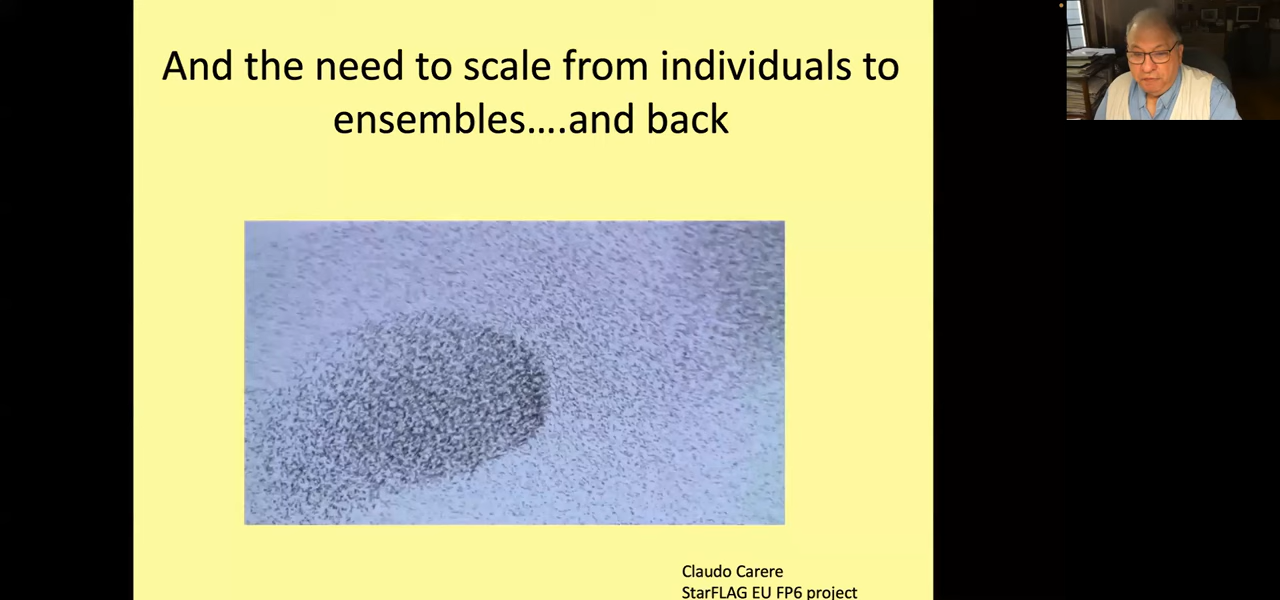 And the need to scale from individuals to
ensembles....and back
Claudo Carere
StarFLAG EU FP6 project